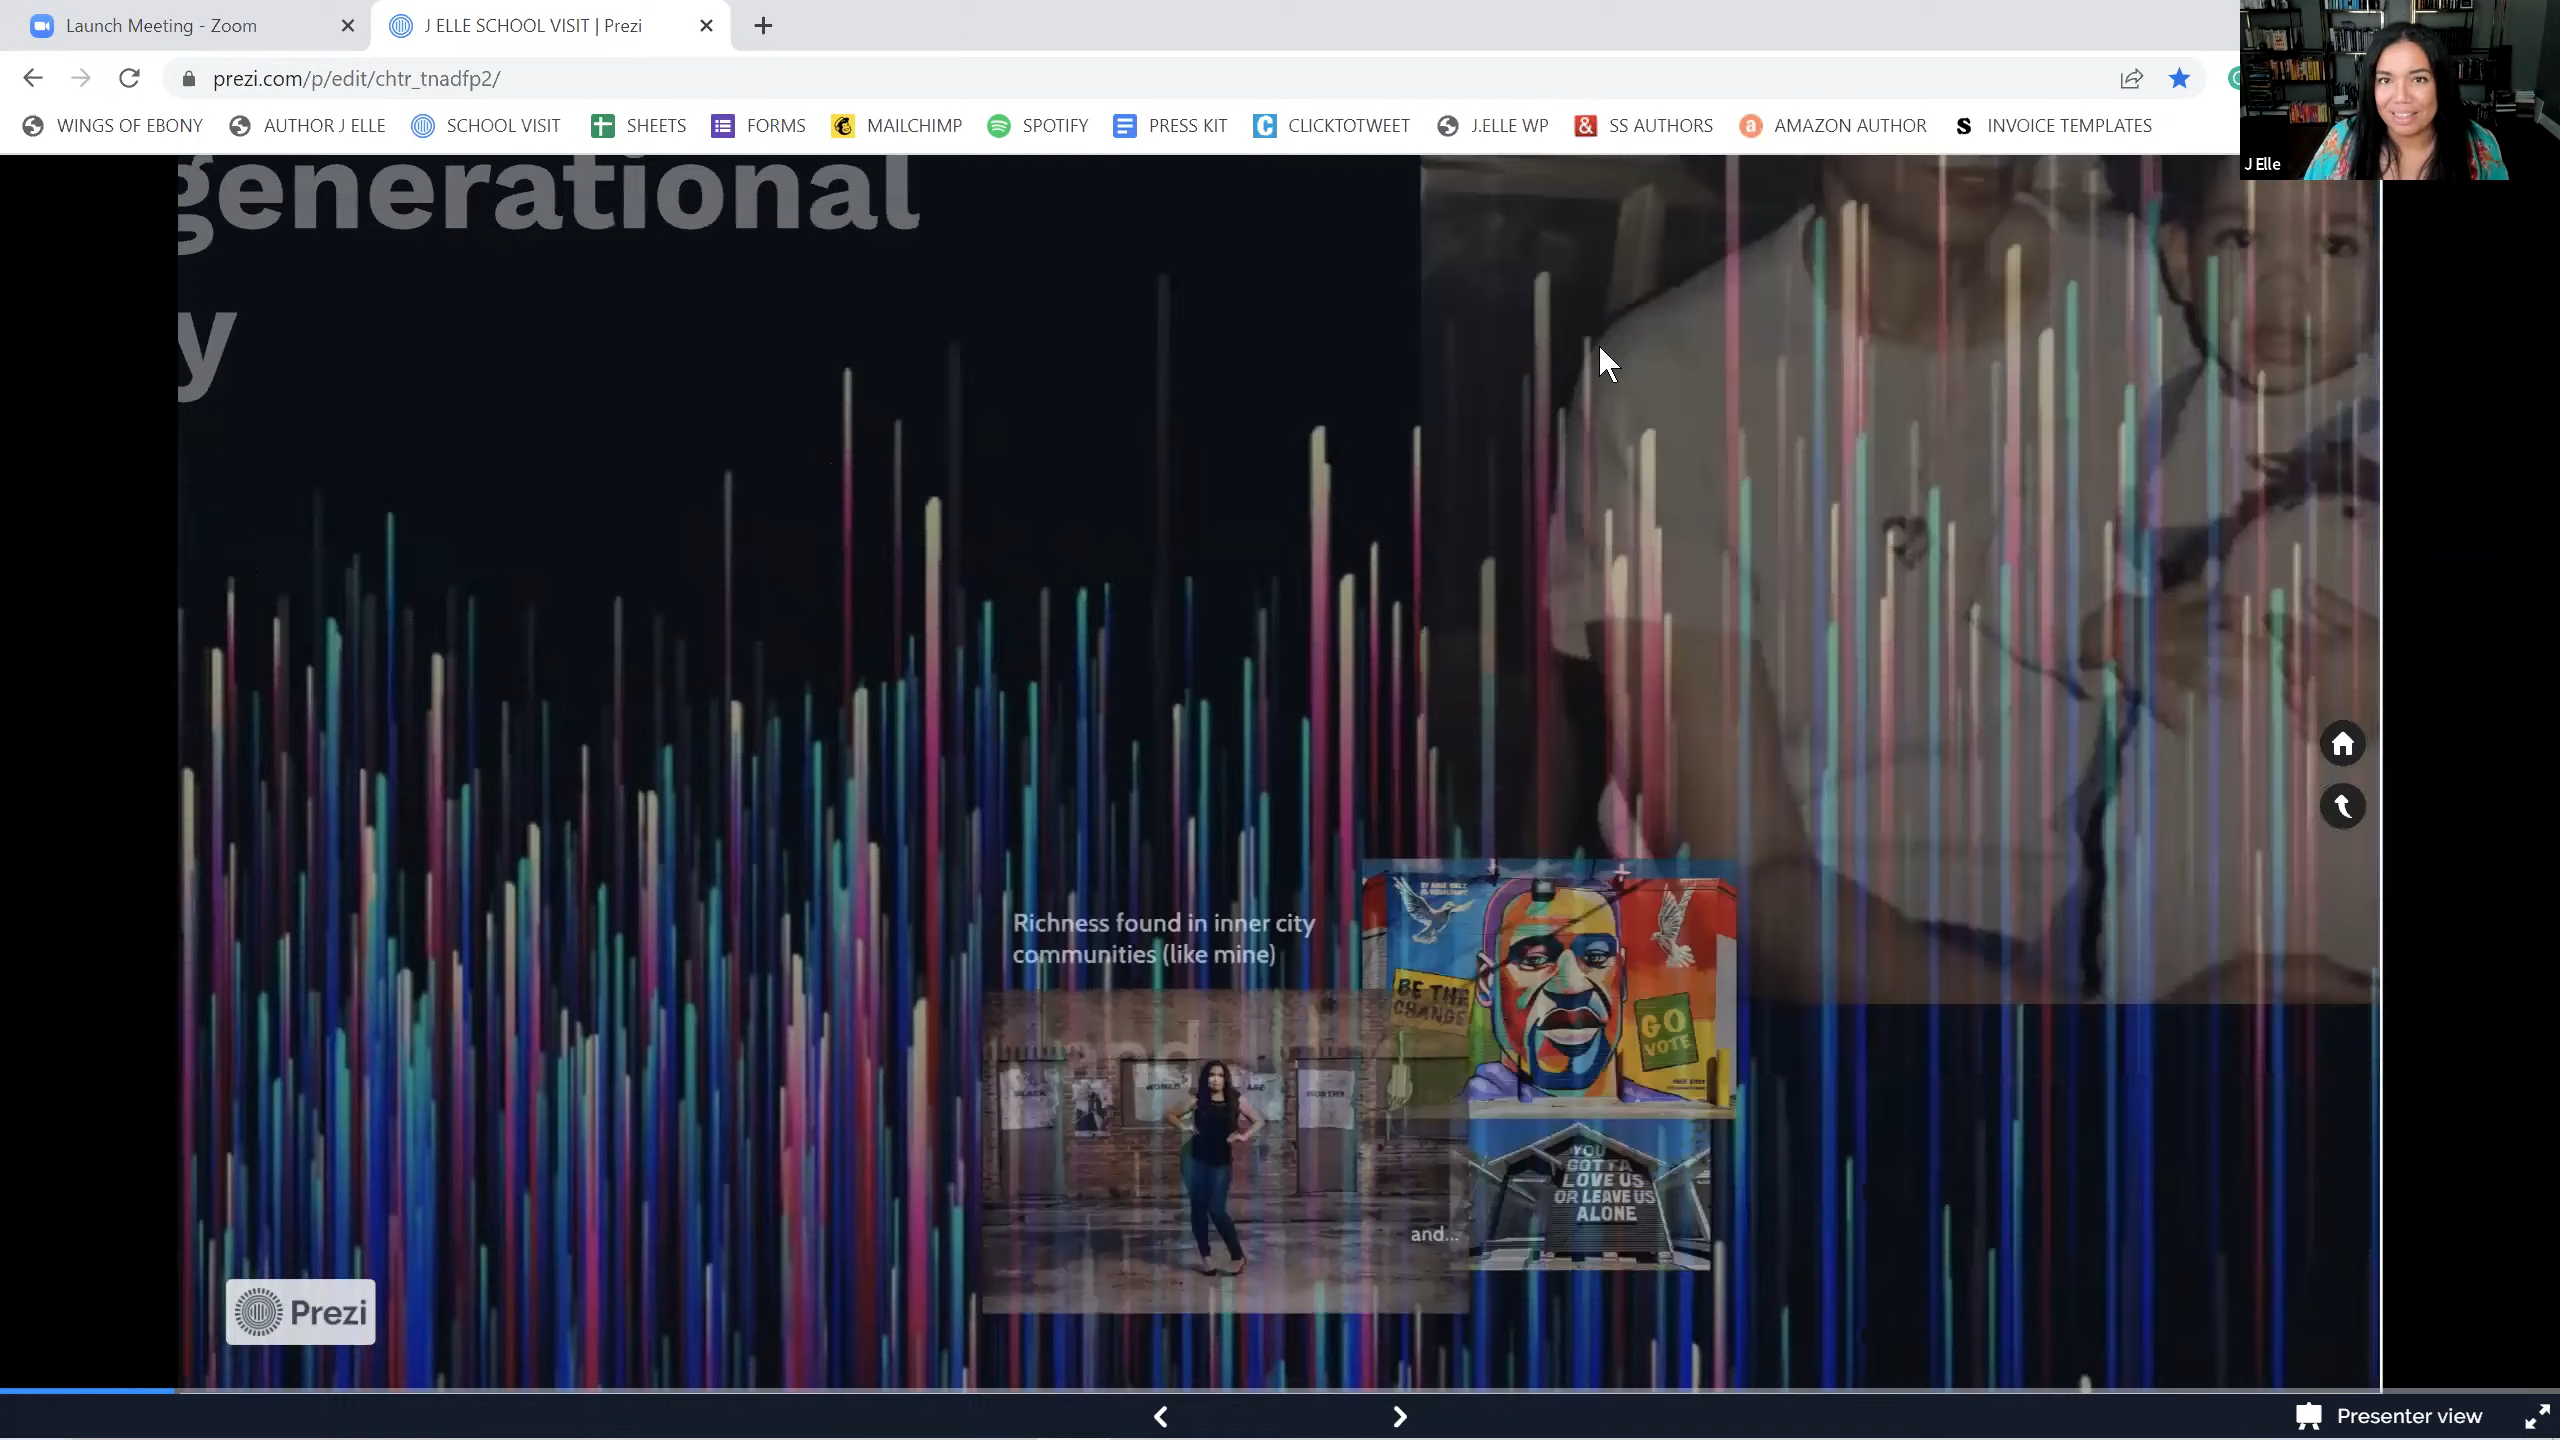 Launch Meeting - Zoom
J ELLE SCHOOL VISIT | Prezi
prezi.com/p/edit/chtr_tnadfp2/
WINGS OF EBONY
AUTHOR J ELLE
SCHOOL VISIT
SHEETS
FORMS
MAILCHIMP
SPOTIFY
PRESS KIT
CLICKTOTWEET
J.ELLE WP
SS AUTHORS
AMAZON AUTHOR
INVOICE TEMPLATES
J Elle
generational
y
Richness found in inner city
communities (like mine)
BE THE
CHANGE
GO
VOTE
WORTHY
YOU
GOTTA
LOVE US
OR LEAVE US
ALONE
and...
Prezi
Presenter view